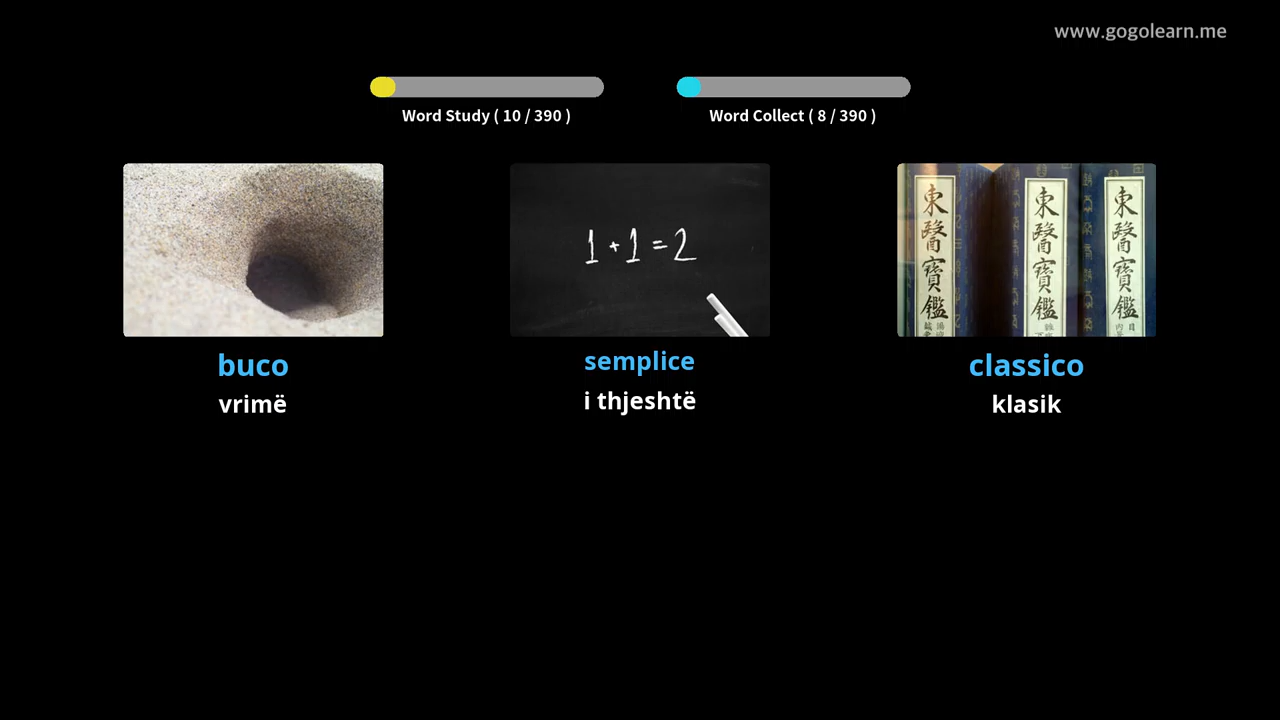 www.gogolearn.me
Word Study ( 10 / 390 )
Word Collect ( 8 / 390 )
1+1=2
東醫寶鑑
東醫寶鑑
東醫寶鑑
buco
semplice
classico
vrimë
i thjeshtë
klasik